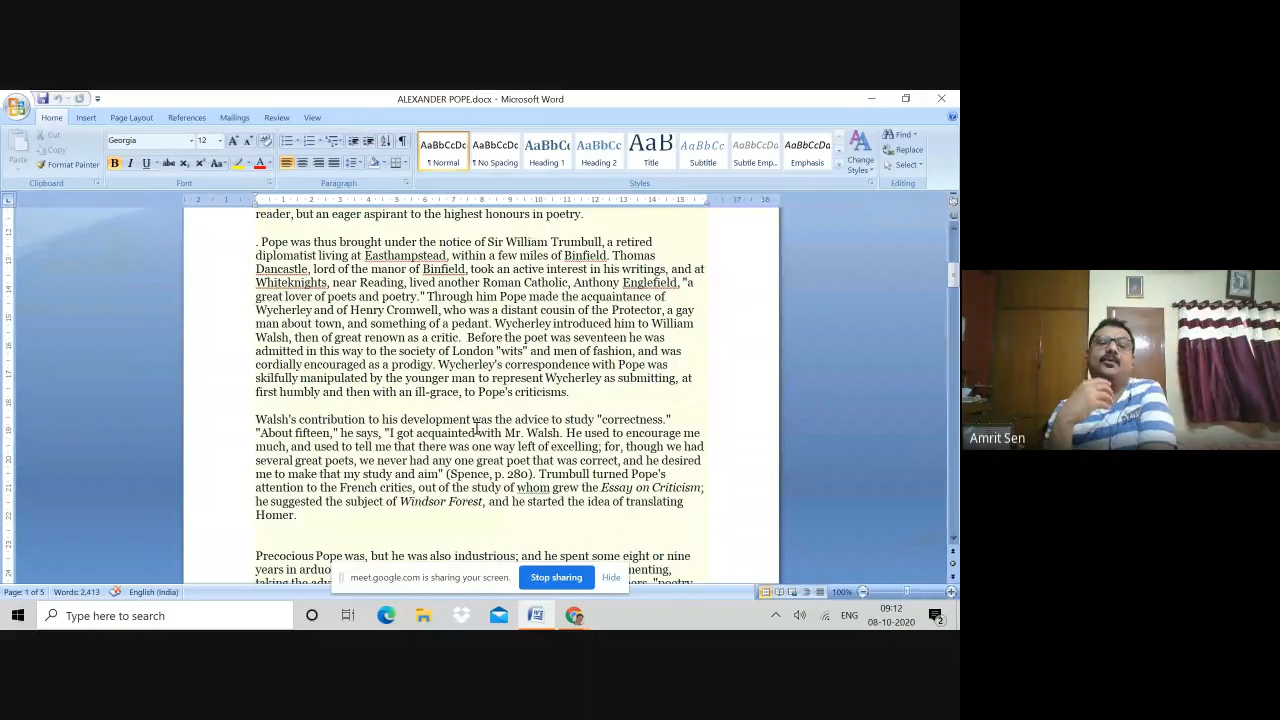 ALEXANDER POPE.docx - Microsoft Word
Home Insert Page Layout References Mailings Review View
Cut
Copy
Format Painter
Paste
Clipboard
Georgia 12
Font
Paragraph
AaBbCcDc AaBbCcDc AaBbC AaBbCc AaB AaBbCc. AaBbCcDc AaBbCcDc
¶ Normal ¶ No Spacing Heading 1 Heading 2 Title Subtitle Subtle Emp... Emphasis
Change Styles
Styles
Find
Replace
Select
Editing
reader, but an eager aspirant to the highest honours in poetry.
. Pope was thus brought under the notice of Sir William Trumbull, a retired
diplomatist living at Easthampstead, within a few miles of Binfield. Thomas
Dancastle, lord of the manor of Binfield, took an active interest in his writings, and at
Whiteknights, near Reading, lived another Roman Catholic, Anthony Englefield, "a
great lover of poets and poetry." Through him Pope made the acquaintance of
Wycherley and of Henry Cromwell, who was a distant cousin of the Protector, a gay
man about town, and something of a pedant. Wycherley introduced him to William
Walsh, then of great renown as a critic.  Before the poet was seventeen he was
admitted in this way to the society of London "wits" and men of fashion, and was
cordially encouraged as a prodigy. Wycherley's correspondence with Pope was
skilfully manipulated by the younger man to represent Wycherley as submitting, at
first humbly and then with an ill-grace, to Pope's criticisms.
Walsh's contribution to his development was the advice to study "correctness."
"About fifteen," he says, "I got acquainted with Mr. Walsh. He used to encourage me
much, and used to tell me that there was one way left of excelling; for, though we had
several great poets, we never had any one great poet that was correct, and he desired
me to make that my study and aim" (Spence, p. 280). Trumbull turned Pope's
attention to the French critics, out of the study of whom grew the Essay on Criticism;
he suggested the subject of Windsor Forest, and he started the idea of translating
Homer.
Precocious Pope was, but he was also industrious; and he spent some eight or nine
years in
meet.google.com is sharing your screen. Stop sharing Hide
Page: 1 of 5 Words: 2,413 English (India) 100%
Type here to search
ENG
09:12
08-10-2020
Amrit Sen